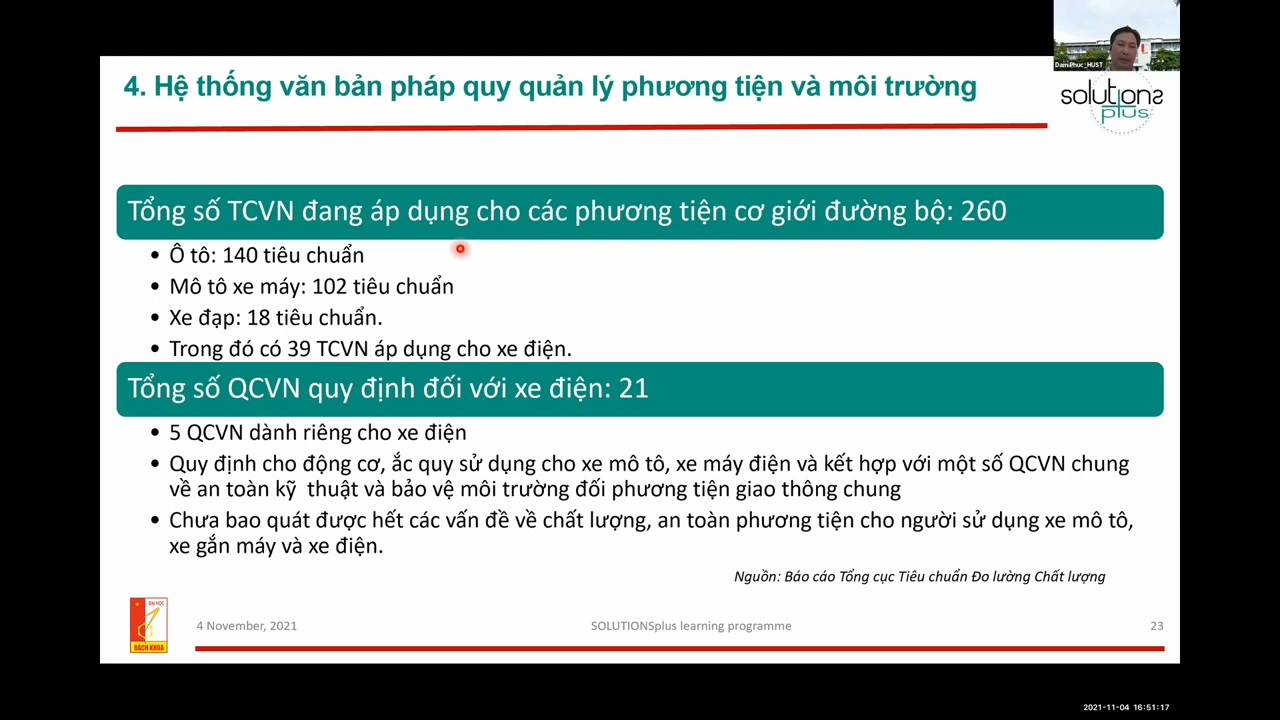 DamPhuc_HUST
4. Hệ thống văn bản pháp quy quản lý phương tiện và môi trường
solutions
plus
Tổng số TCVN đang áp dụng cho các phương tiện cơ giới đường bộ: 260
• Ô tô: 140 tiêu chuẩn
• Mô tô xe máy: 102 tiêu chuẩn
• Xe đạp: 18 tiêu chuẩn.
• Trong đó có 39 TCVN áp dụng cho xe điện.
Tổng số QCVN quy định đối với xe điện: 21
• 5 QCVN dành riêng cho xe điện
• Quy định cho động cơ, ắc quy sử dụng cho xe mô tô, xe máy điện và kết hợp với một số QCVN chung
về an toàn kỹ thuật và bảo vệ môi trường đối phương tiện giao thông chung
• Chưa bao quát được hết các vấn đề về chất lượng, an toàn phương tiện cho người sử dụng xe mô tô,
xe gắn máy và xe điện.
Nguồn: Báo cáo Tổng cục Tiêu chuẩn Đo lường Chất lượng
ĐẠI HỌC
BÁCH KHOA
4 November, 2021
SOLUTIONSplus learning programme
23
2021-11-04 16:51:17